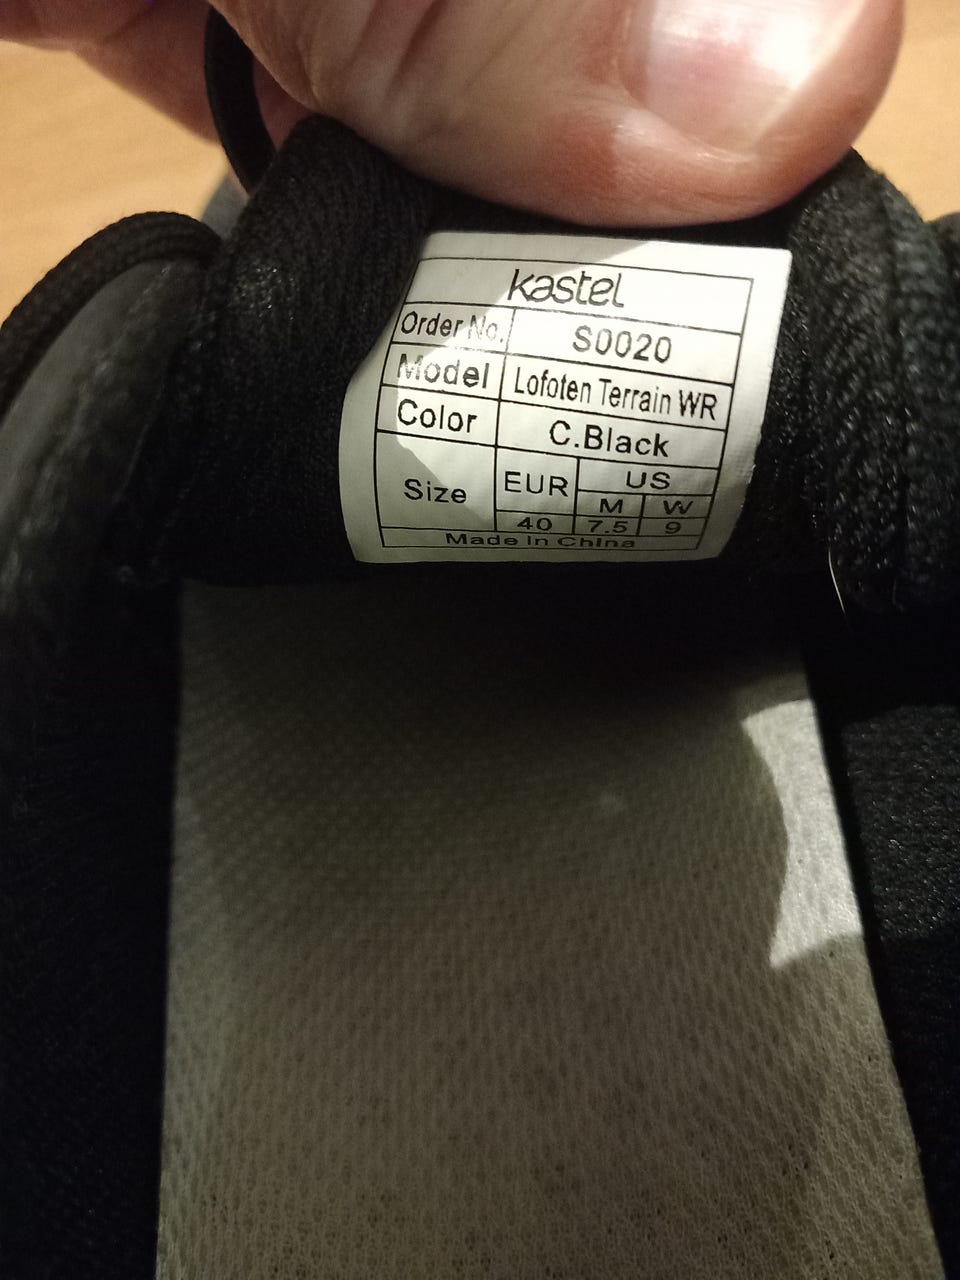 kastel
Order No. S0020
Model Lofoten Terrain WR
Color C.Black
Size EUR US
M W
40 7.5 9
Made in China